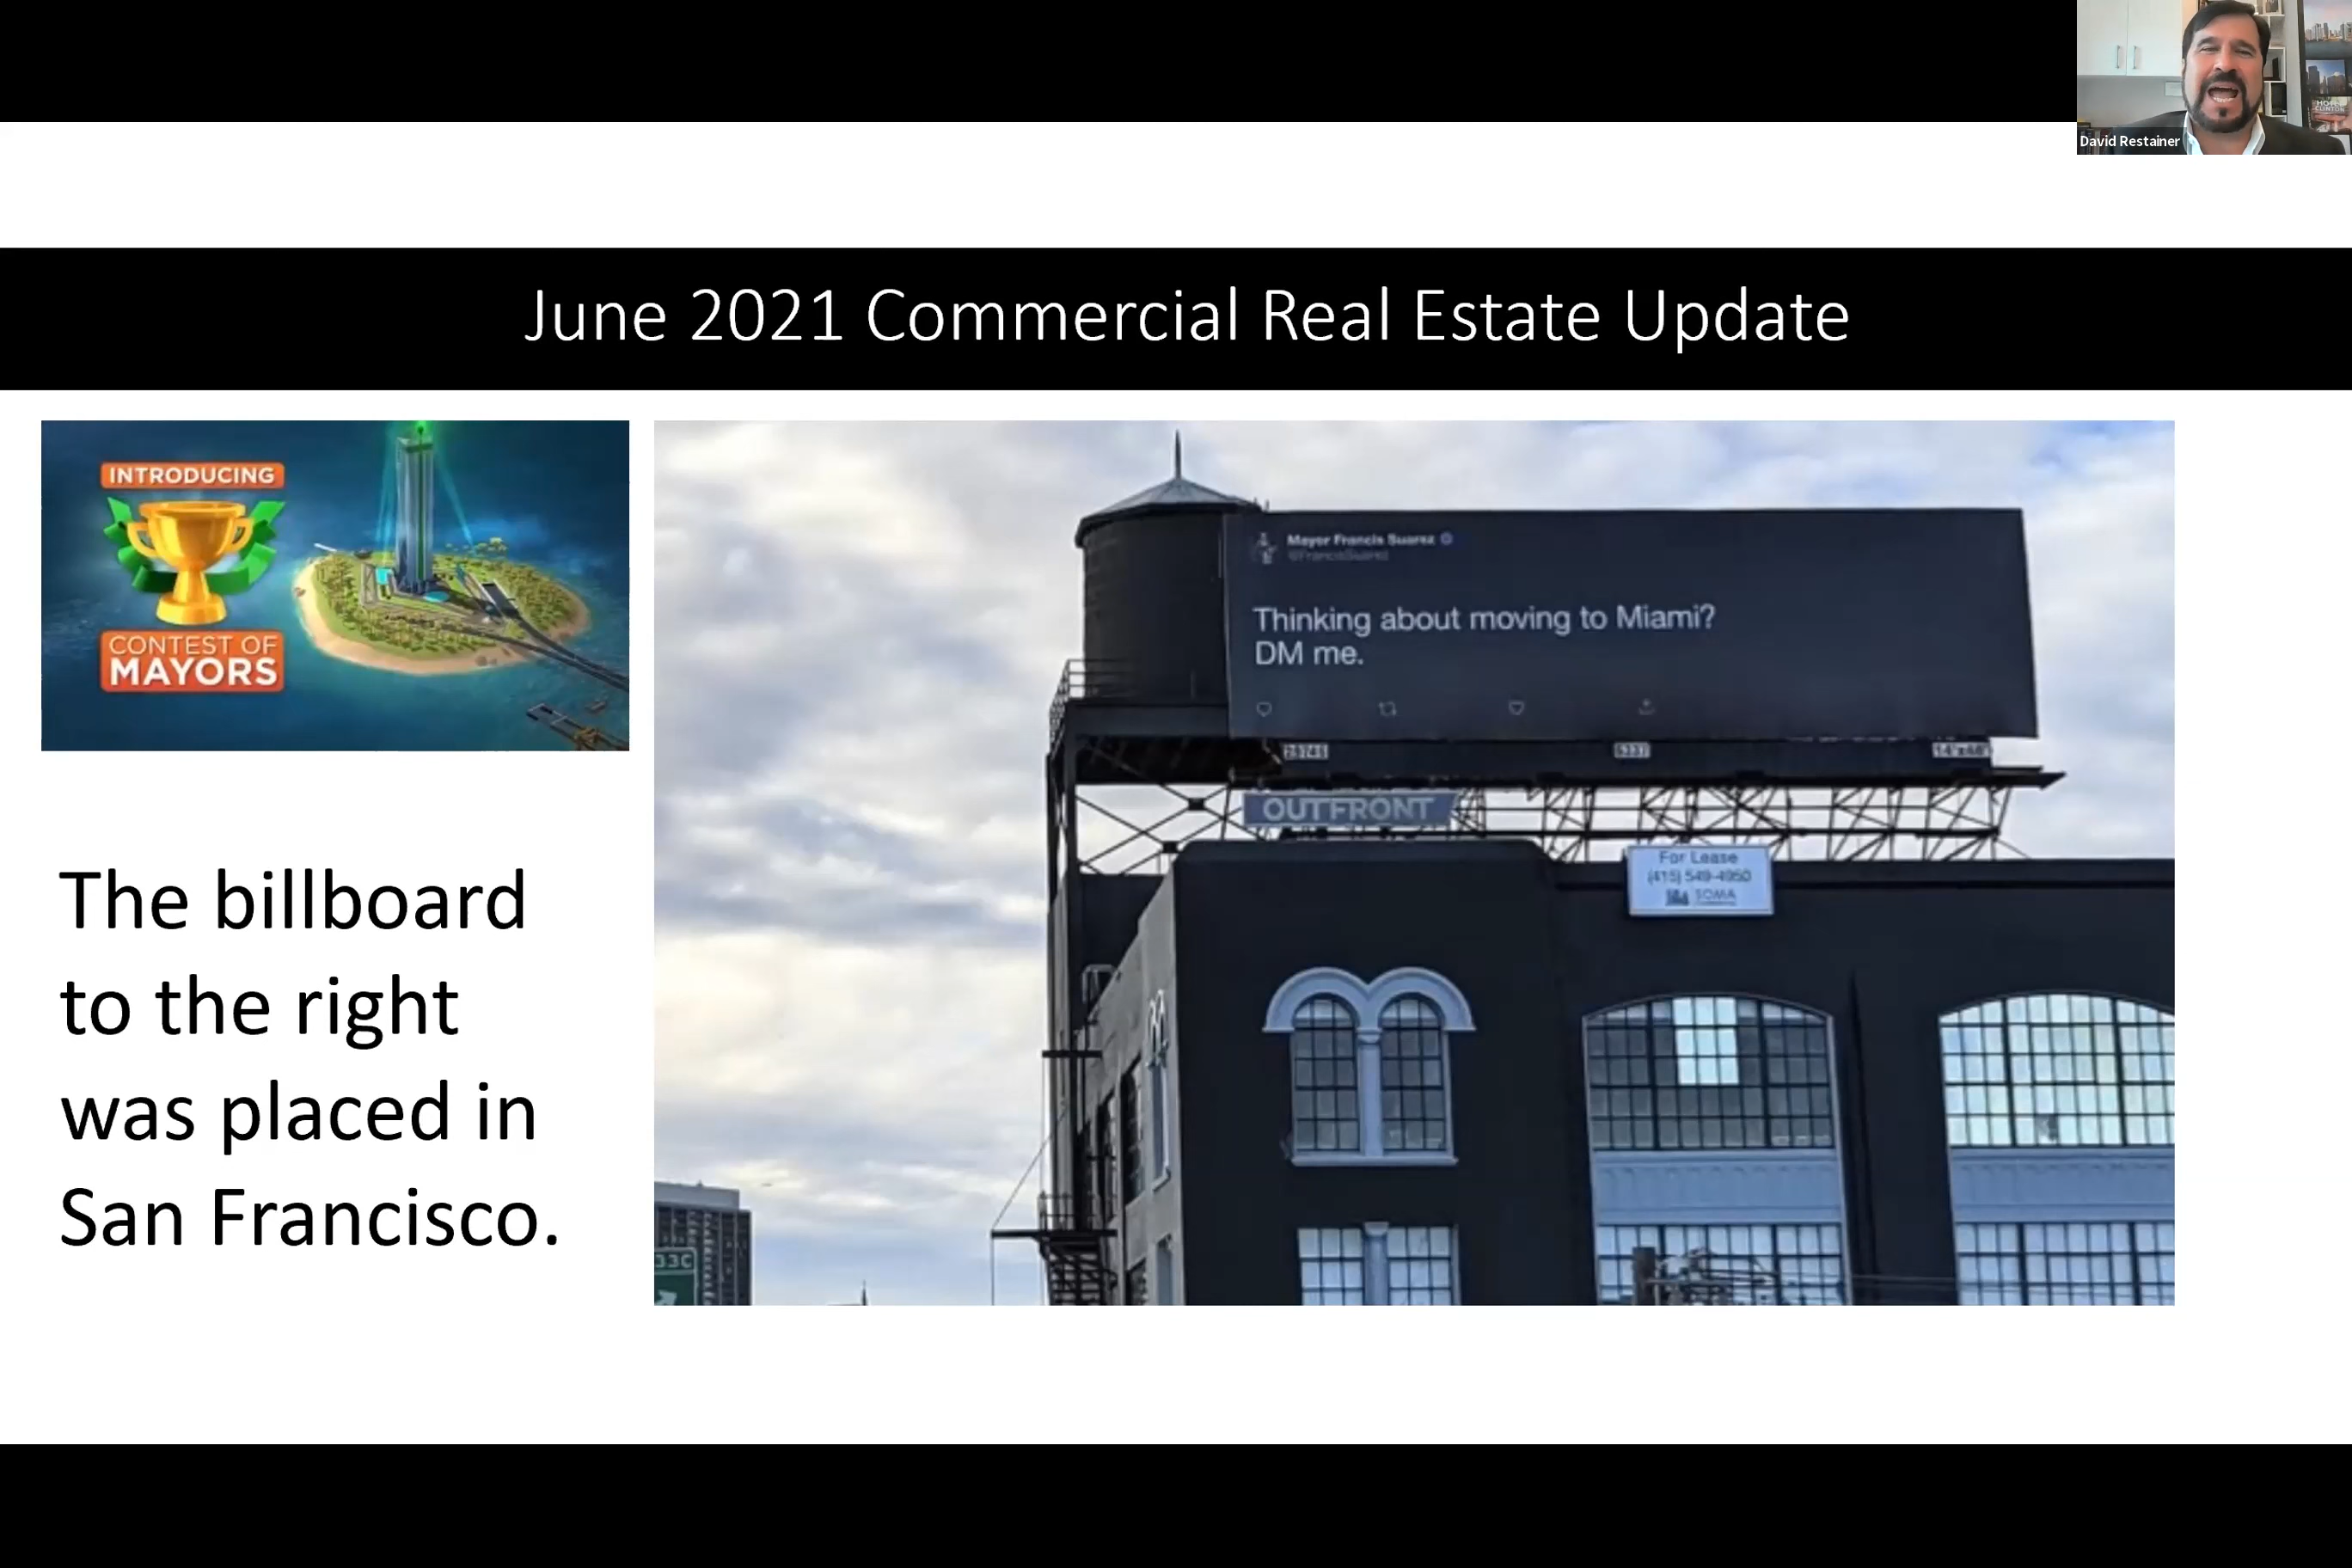 David Restainer
June 2021 Commercial Real Estate Update
INTRODUCING
CONTEST OF
MAYORS
Mayor Francis Suarez
@FrancisSuarez
Thinking about moving to Miami?
DM me.
OUTFRONT
For Lease
(415) 549-4950
SOMA
The billboard
to the right
was placed in
San Francisco.
33C